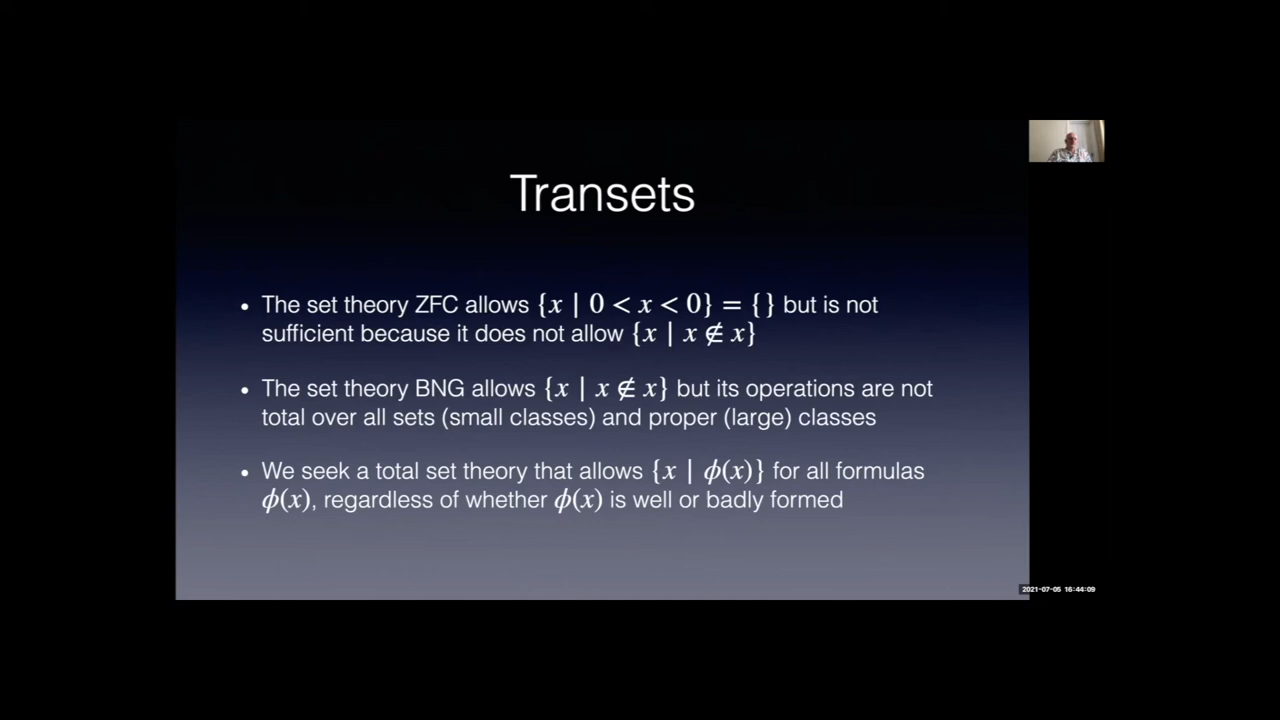 Transets
• The set theory ZFC allows {x | 0 < x < 0} = {} but is not
sufficient because it does not allow {x | x ∉ x}
• The set theory BNG allows {x | x ∉ x} but its operations are not
total over all sets (small classes) and proper (large) classes
• We seek a total set theory that allows {x | ϕ(x)} for all formulas
ϕ(x), regardless of whether ϕ(x) is well or badly formed
2021-07-05 16:44:09